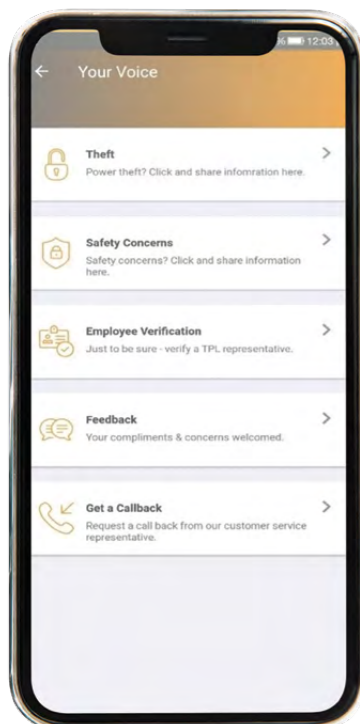 12:03
Your Voice
Theft
Power theft? Click and share infomration here.
Safety Concerns
Safety concerns? Click and share information
here.
Employee Verification
Just to be sure - verify a TPL representative.
Feedback
Your compliments & concerns welcomed.
Get a Callback
Request a call back from our customer service
representative.